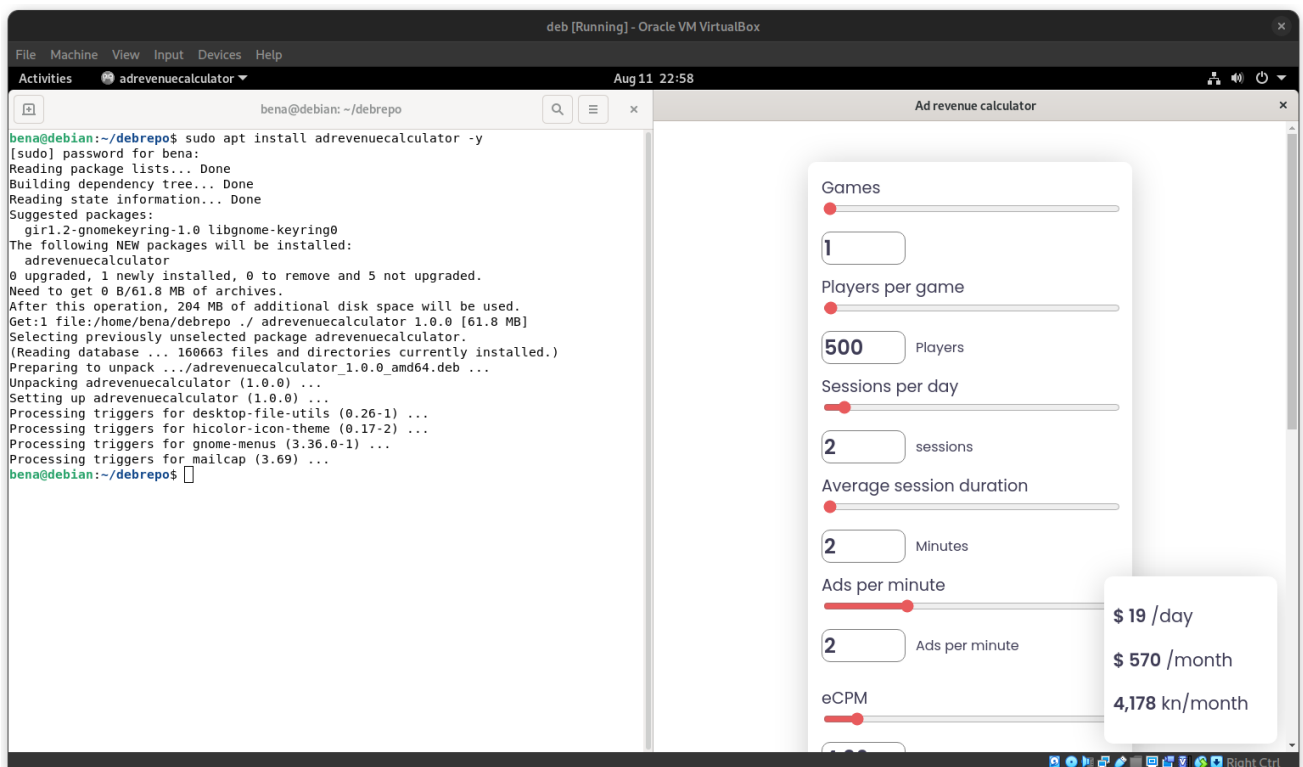 deb [Running] - Oracle VM VirtualBox
File Machine View Input Devices Help
Activities adrevenuecalculator Aug 11 22:58
bena@debian: ~/debrepo
bena@debian:~/debrepo$ sudo apt install adrevenuecalculator -y
[sudo] password for bena:
Reading package lists... Done
Building dependency tree... Done
Reading state information... Done
Suggested packages:
  gir1.2-gnomekeyring-1.0 libgnome-keyring0
The following NEW packages will be installed:
  adrevenuecalculator
0 upgraded, 1 newly installed, 0 to remove and 5 not upgraded.
Need to get 0 B/61.8 MB of archives.
After this operation, 204 MB of additional disk space will be used.
Get:1 file:/home/bena/debrepo ./ adrevenuecalculator 1.0.0 [61.8 MB]
Selecting previously unselected package adrevenuecalculator.
(Reading database ... 160663 files and directories currently installed.)
Preparing to unpack .../adrevenuecalculator_1.0.0_amd64.deb ...
Unpacking adrevenuecalculator (1.0.0) ...
Setting up adrevenuecalculator (1.0.0) ...
Processing triggers for desktop-file-utils (0.26-1) ...
Processing triggers for hicolor-icon-theme (0.17-2) ...
Processing triggers for gnome-menus (3.36.0-1) ...
Processing triggers for mailcap (3.69) ...
bena@debian:~/debrepo$
Ad revenue calculator
Games
1
Players per game
500 Players
Sessions per day
2 sessions
Average session duration
2 Minutes
Ads per minute
2 Ads per minute
eCPM
$ 19 /day
$ 570 /month
4,178 kn/month
Right Ctrl